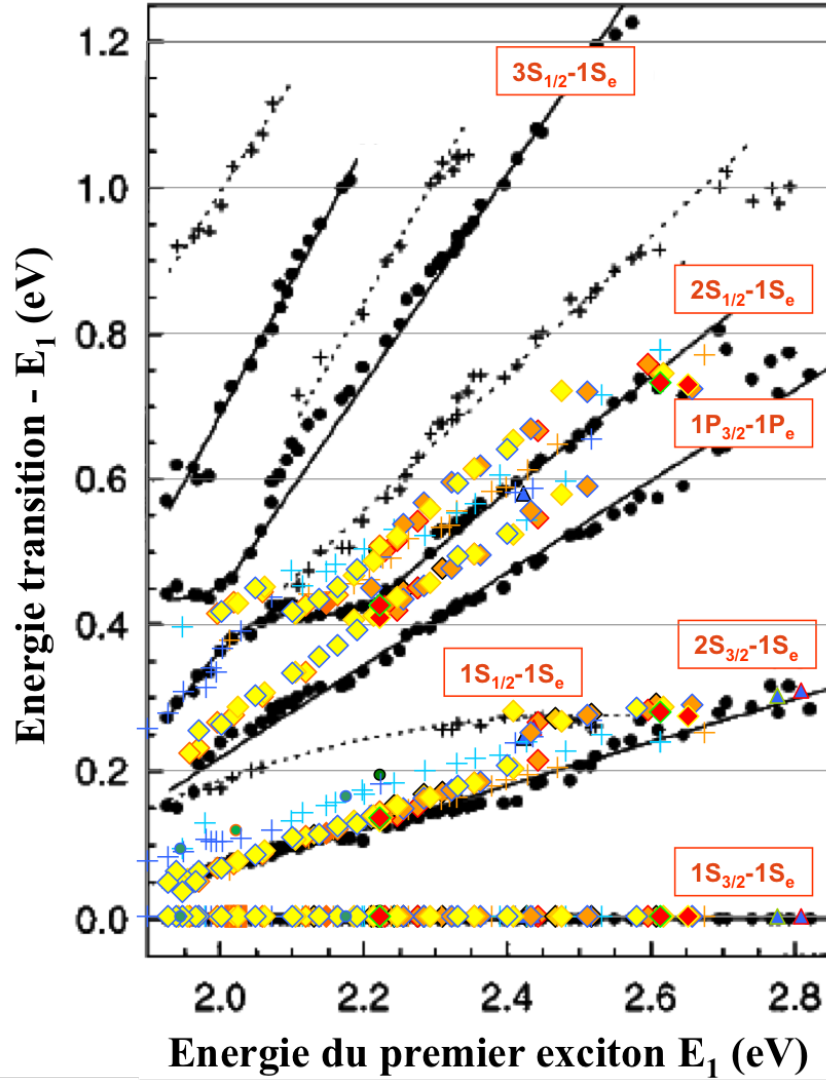 1.2
1.0
0.8
0.6
0.4
0.2
0.0
Energie transition - E₁ (eV)
3S₁/₂-1Sₑ
2S₁/₂-1Sₑ
1P₃/₂-1Pₑ
2S₃/₂-1Sₑ
1S₁/₂-1Sₑ
1S₃/₂-1Sₑ
2.0 2.2 2.4 2.6 2.8
Energie du premier exciton E₁ (eV)